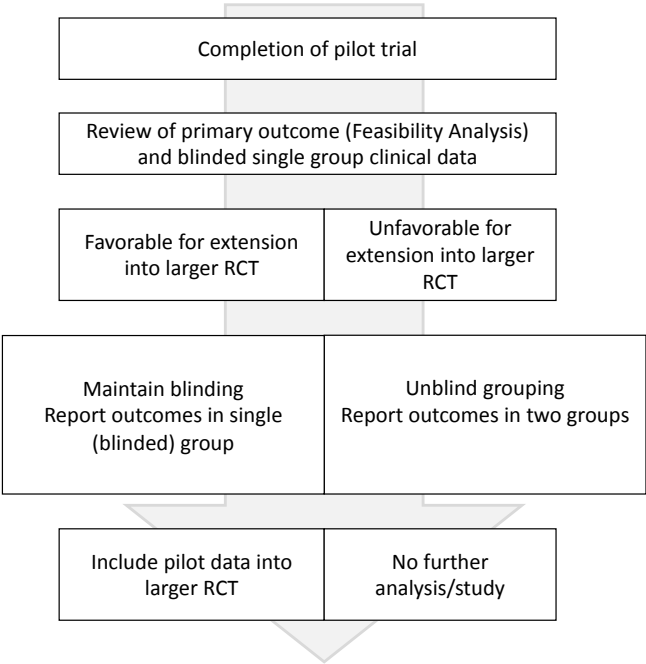 Completion of pilot trial
Review of primary outcome (Feasibility Analysis)
and blinded single group clinical data
Favorable for extension
into larger RCT
Unfavorable for
extension into larger
RCT
Maintain blinding
Report outcomes in single
(blinded) group
Unblind grouping
Report outcomes in two groups
Include pilot data into
larger RCT
No further
analysis/study